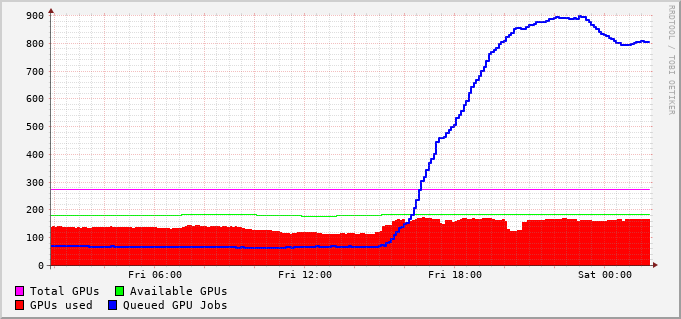 900
800
700
600
500
400
300
200
100
0
Fri 06:00 Fri 12:00 Fri 18:00 Sat 00:00
Total GPUs Available GPUs
GPUs used Queued GPU Jobs
RRDTOOL / TOBI OETIKER